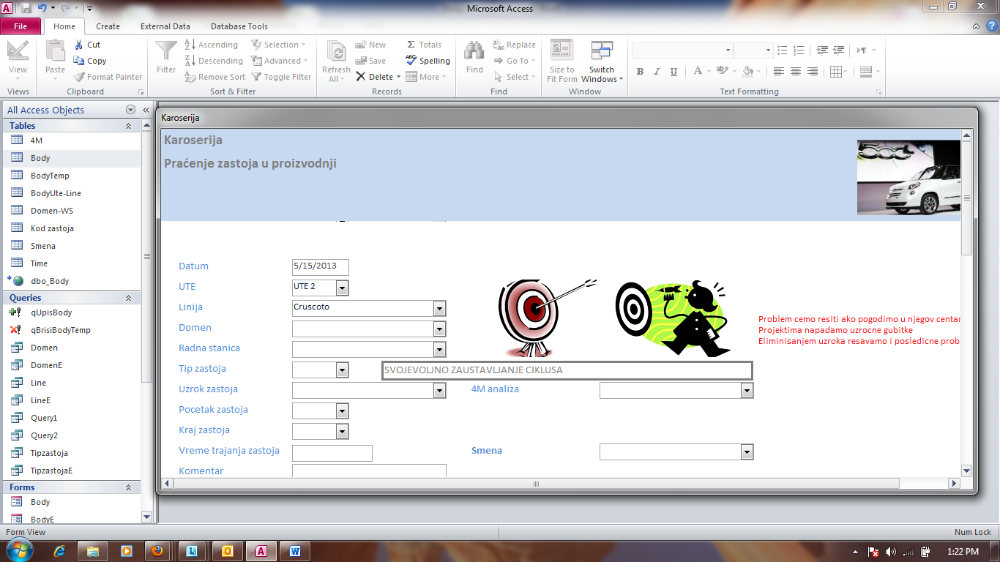 Microsoft Access
File Home Create External Data Database Tools
View
Views
Paste
Cut
Copy
Format Painter
Clipboard
Filter
Ascending
Descending
Remove Sort
Selection
Advanced
Toggle Filter
Sort & Filter
Refresh All
New
Save
Delete
Totals
Spelling
More
Records
Find
Replace
Go To
Select
Find
Size to Fit Form
Switch Windows
Window
B I U A ab
Text Formatting
All Access Objects
Tables
4M
Body
BodyTemp
BodyUte-Line
Domen-WS
Kod zastoja
Smena
Time
dbo_Body
Queries
qUpisBody
qBrisiBodyTemp
Domen
DomenE
Line
LineE
Query1
Query2
Tipzastoja
TipzastojaE
Forms
Body
BodyE
Karoserija
Karoserija
Praćenje zastoja u proizvodnji
Datum 5/15/2013
UTE UTE 2
Linija Cruscoto
Domen
Radna stanica
Problem cemo resiti ako pogodimo u njegov centar
Projektima napadamo uzrocne gubitke
Eliminisanjem uzroka resavamo i posledicne prob
Tip zastoja SVOJEVOLJNO ZAUSTAVLJANJE CIKLUSA
Uzrok zastoja 4M analiza
Pocetak zastoja
Kraj zastoja
Vreme trajanja zastoja Smena
Komentar
Form View Num Lock
1:22 PM